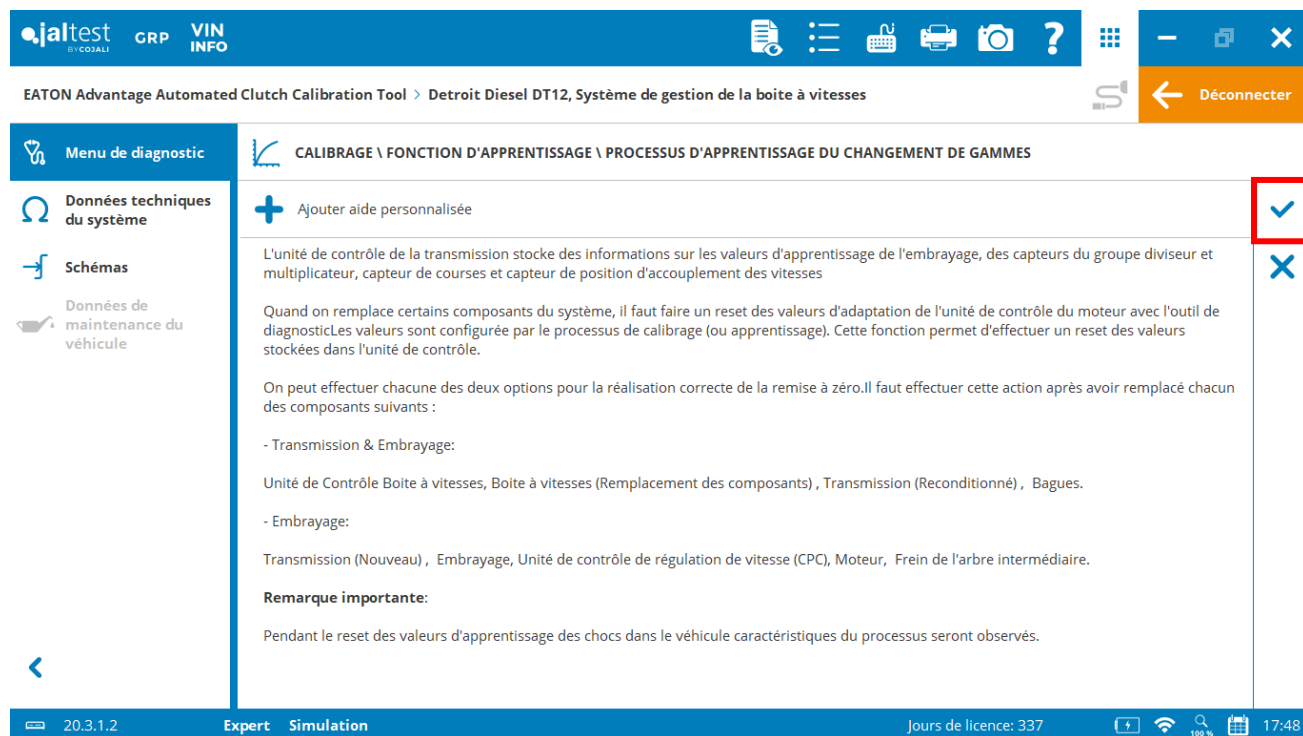 jaltest
BY COJALI
GRP
VIN
INFO
EATON Advantage Automated Clutch Calibration Tool > Detroit Diesel DT12, Système de gestion de la boite à vitesses
Déconnecter
Menu de diagnostic
CALIBRAGE \ FONCTION D'APPRENTISSAGE \ PROCESSUS D'APPRENTISSAGE DU CHANGEMENT DE GAMMES
Données techniques
du système
Schémas
Données de
maintenance du
véhicule
Ajouter aide personnalisée
L'unité de contrôle de la transmission stocke des informations sur les valeurs d'apprentissage de l'embrayage, des capteurs du groupe diviseur et
multiplicateur, capteur de courses et capteur de position d'accouplement des vitesses
Quand on remplace certains composants du système, il faut faire un reset des valeurs d'adaptation de l'unité de contrôle du moteur avec l'outil de
diagnosticLes valeurs sont configurée par le processus de calibrage (ou apprentissage). Cette fonction permet d'effectuer un reset des valeurs
stockées dans l'unité de contrôle.
On peut effectuer chacune des deux options pour la réalisation correcte de la remise à zéro.Il faut effectuer cette action après avoir remplacé chacun
des composants suivants :
- Transmission & Embrayage:
Unité de Contrôle Boite à vitesses, Boite à vitesses (Remplacement des composants) , Transmission (Reconditionné) , Bagues.
- Embrayage:
Transmission (Nouveau) , Embrayage, Unité de contrôle de régulation de vitesse (CPC), Moteur, Frein de l'arbre intermédiaire.
Remarque importante:
Pendant le reset des valeurs d'apprentissage des chocs dans le véhicule caractéristiques du processus seront observés.
20.3.1.2
Expert Simulation
Jours de licence: 337
100 %
17:48